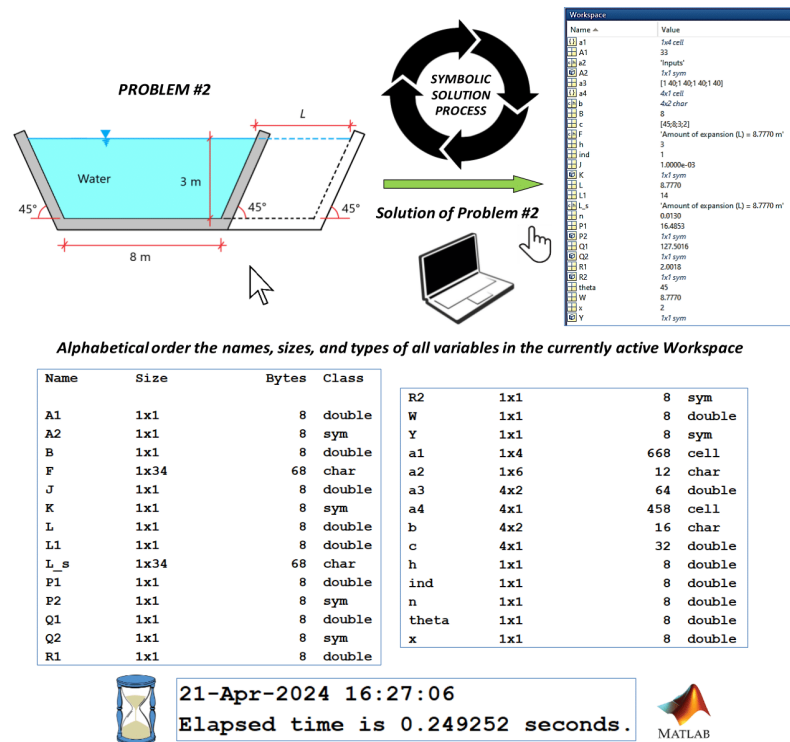 PROBLEM #2
L
Water
3 m
45°
45°
45°
8 m
SYMBOLIC
SOLUTION
PROCESS
Solution of Problem #2
Workspace
Name Value
a1 1x4 cell
A1 33
a2 'Inputs'
A2 1x1 sym
a3 [1 40;1 40;1 40;1 40]
a4 4x1 cell
b 4x2 char
B 8
c [45;8;3;2]
F 'Amount of expansion (L) = 8.7770 m'
h 3
ind 1
J 1.0000e-03
K 1x1 sym
L 8.7770
L1 14
L_s 'Amount of expansion (L) = 8.7770 m'
n 0.0130
P1 16.4853
P2 1x1 sym
Q1 127.5016
Q2 1x1 sym
R1 2.0018
R2 1x1 sym
theta 45
W 8.7770
x 2
Y 1x1 sym
Alphabetical order the names, sizes, and types of all variables in the currently active Workspace
Name Size Bytes Class
A1 1x1 8 double
A2 1x1 8 sym
B 1x1 8 double
F 1x34 68 char
J 1x1 8 double
K 1x1 8 sym
L 1x1 8 double
L1 1x1 8 double
L_s 1x34 68 char
P1 1x1 8 double
P2 1x1 8 sym
Q1 1x1 8 double
Q2 1x1 8 sym
R1 1x1 8 double
R2 1x1 8 sym
W 1x1 8 double
Y 1x1 8 sym
a1 1x4 668 cell
a2 1x6 12 char
a3 4x2 64 double
a4 4x1 458 cell
b 4x2 16 char
c 4x1 32 double
h 1x1 8 double
ind 1x1 8 double
n 1x1 8 double
theta 1x1 8 double
x 1x1 8 double
21-Apr-2024 16:27:06
Elapsed time is 0.249252 seconds.
MATLAB